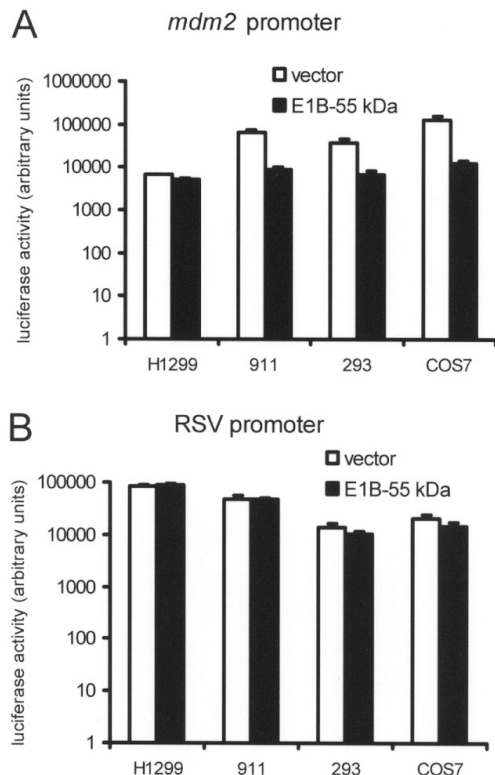 A
mdm2 promoter
luciferase activity (arbitrary units)
1000000
100000
10000
1000
100
10
1
vector
E1B-55 kDa
H1299 911 293 COS7
B
RSV promoter
luciferase activity (arbitrary units)
100000
10000
1000
100
10
1
vector
E1B-55 kDa
H1299 911 293 COS7